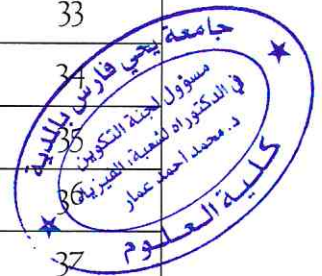 33
34
35
36
37
جامعة يحي فارس بالمدية
مسؤول لجنة التكوين
في الدكتوراه لشعبة: الفيزياء
د. محمد احمد عمار
كلية العلوم